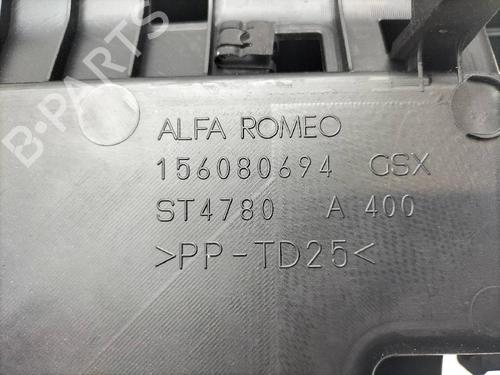 B-PARTS
ALFA ROMEO
156080694 GSX
ST4780 A 400
>PP-TD25<